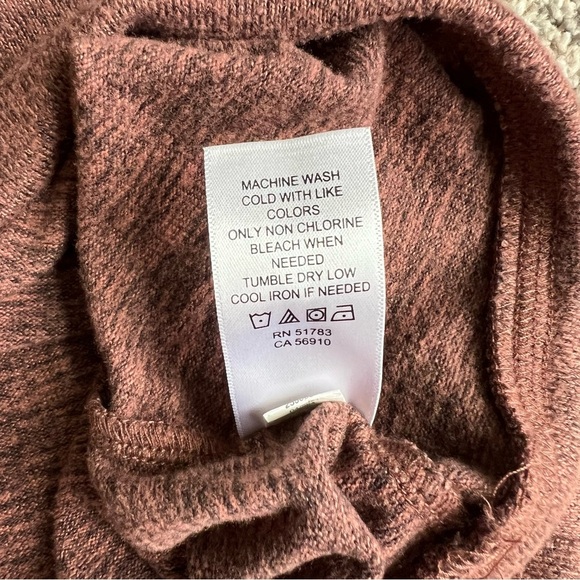 MACHINE WASH
COLD WITH LIKE
COLORS
ONLY NON CHLORINE
BLEACH WHEN
NEEDED
TUMBLE DRY LOW
COOL IRON IF NEEDED
RN 51783
CA 56910